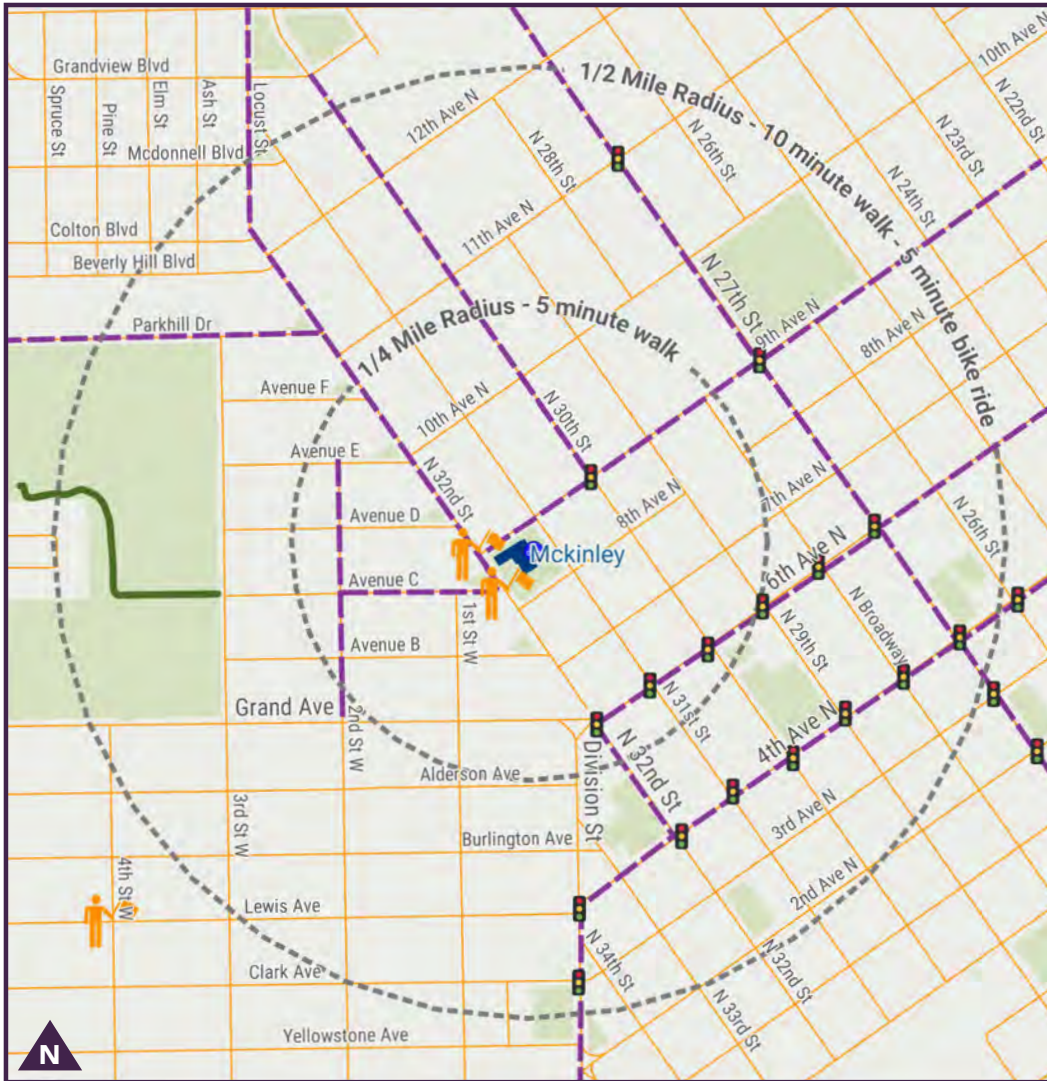 Grandview Blvd
Spruce St
Pine St
Elm St
Ash St
Locust St
Mcdonnell Blvd
Colton Blvd
Beverly Hill Blvd
Parkhill Dr
1/2 Mile Radius - 10 minute walk - 5 minute bike ride
10th Ave N
N 22nd St
N 23rd St
N 24th St
N 26th St
12th Ave N
N 28th St
11th Ave N
N 27th St
9th Ave N
8th Ave N
1/4 Mile Radius - 5 minute walk
Avenue F
10th Ave N
N 30th St
Avenue E
N 32nd St
Avenue D
8th Ave N
7th Ave N
Mckinley
6th Ave N
N 26th St
Avenue C
1st St W
Avenue B
N 29th St
N Broadway
Grand Ave
2nd St W
N 31st St
4th Ave N
Division St
N 32nd St
Alderson Ave
3rd St W
Burlington Ave
3rd Ave N
4th St W
2nd Ave N
Lewis Ave
N 34th St
N 32nd St
Clark Ave
N 33rd St
Yellowstone Ave
N